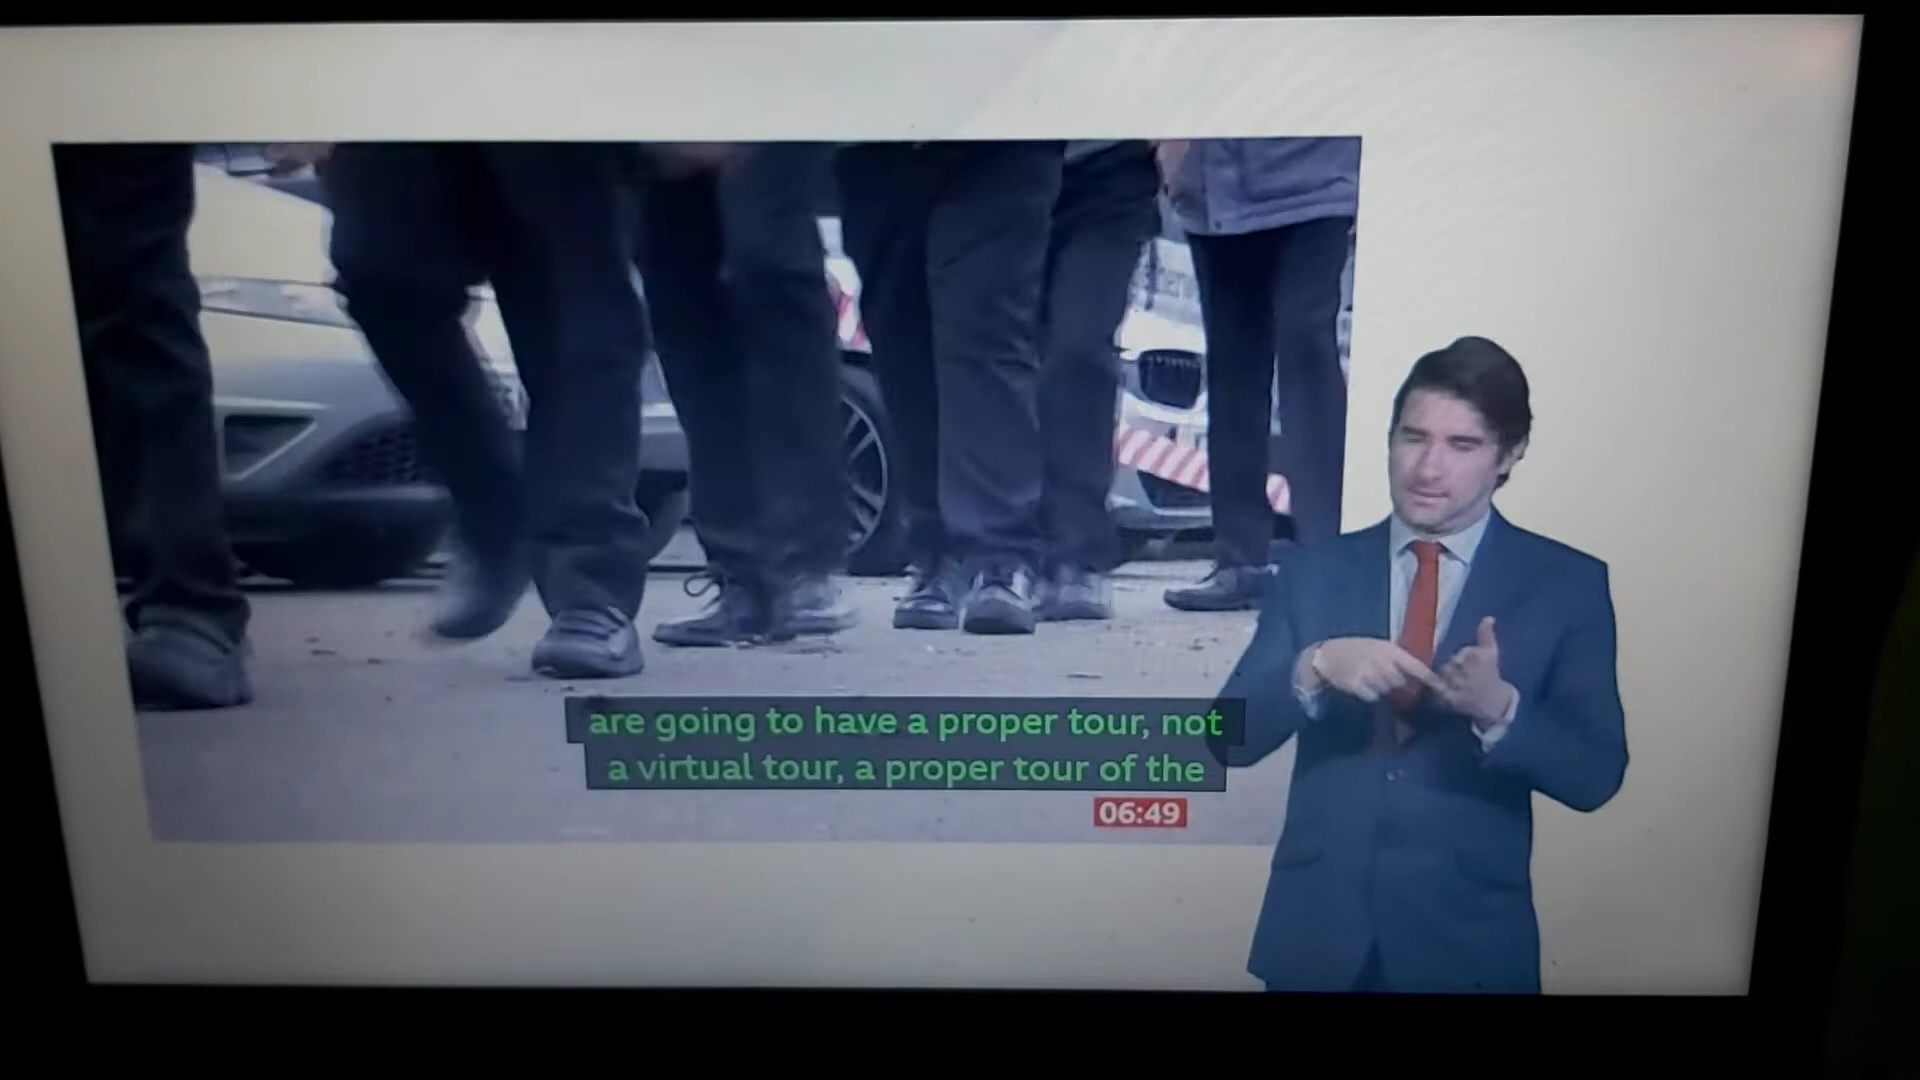 are going to have a proper tour, not
a virtual tour, a proper tour of the
06:49